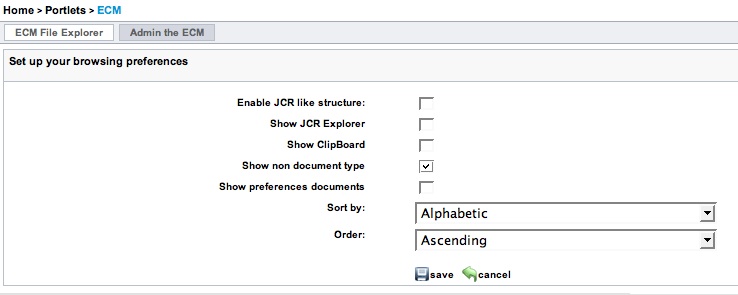 Home > Portlets > ECM
ECM File Explorer Admin the ECM
Set up your browsing preferences
Enable JCR like structure:
Show JCR Explorer
Show ClipBoard
Show non document type
Show preferences documents
Sort by: Alphabetic
Order: Ascending
save cancel